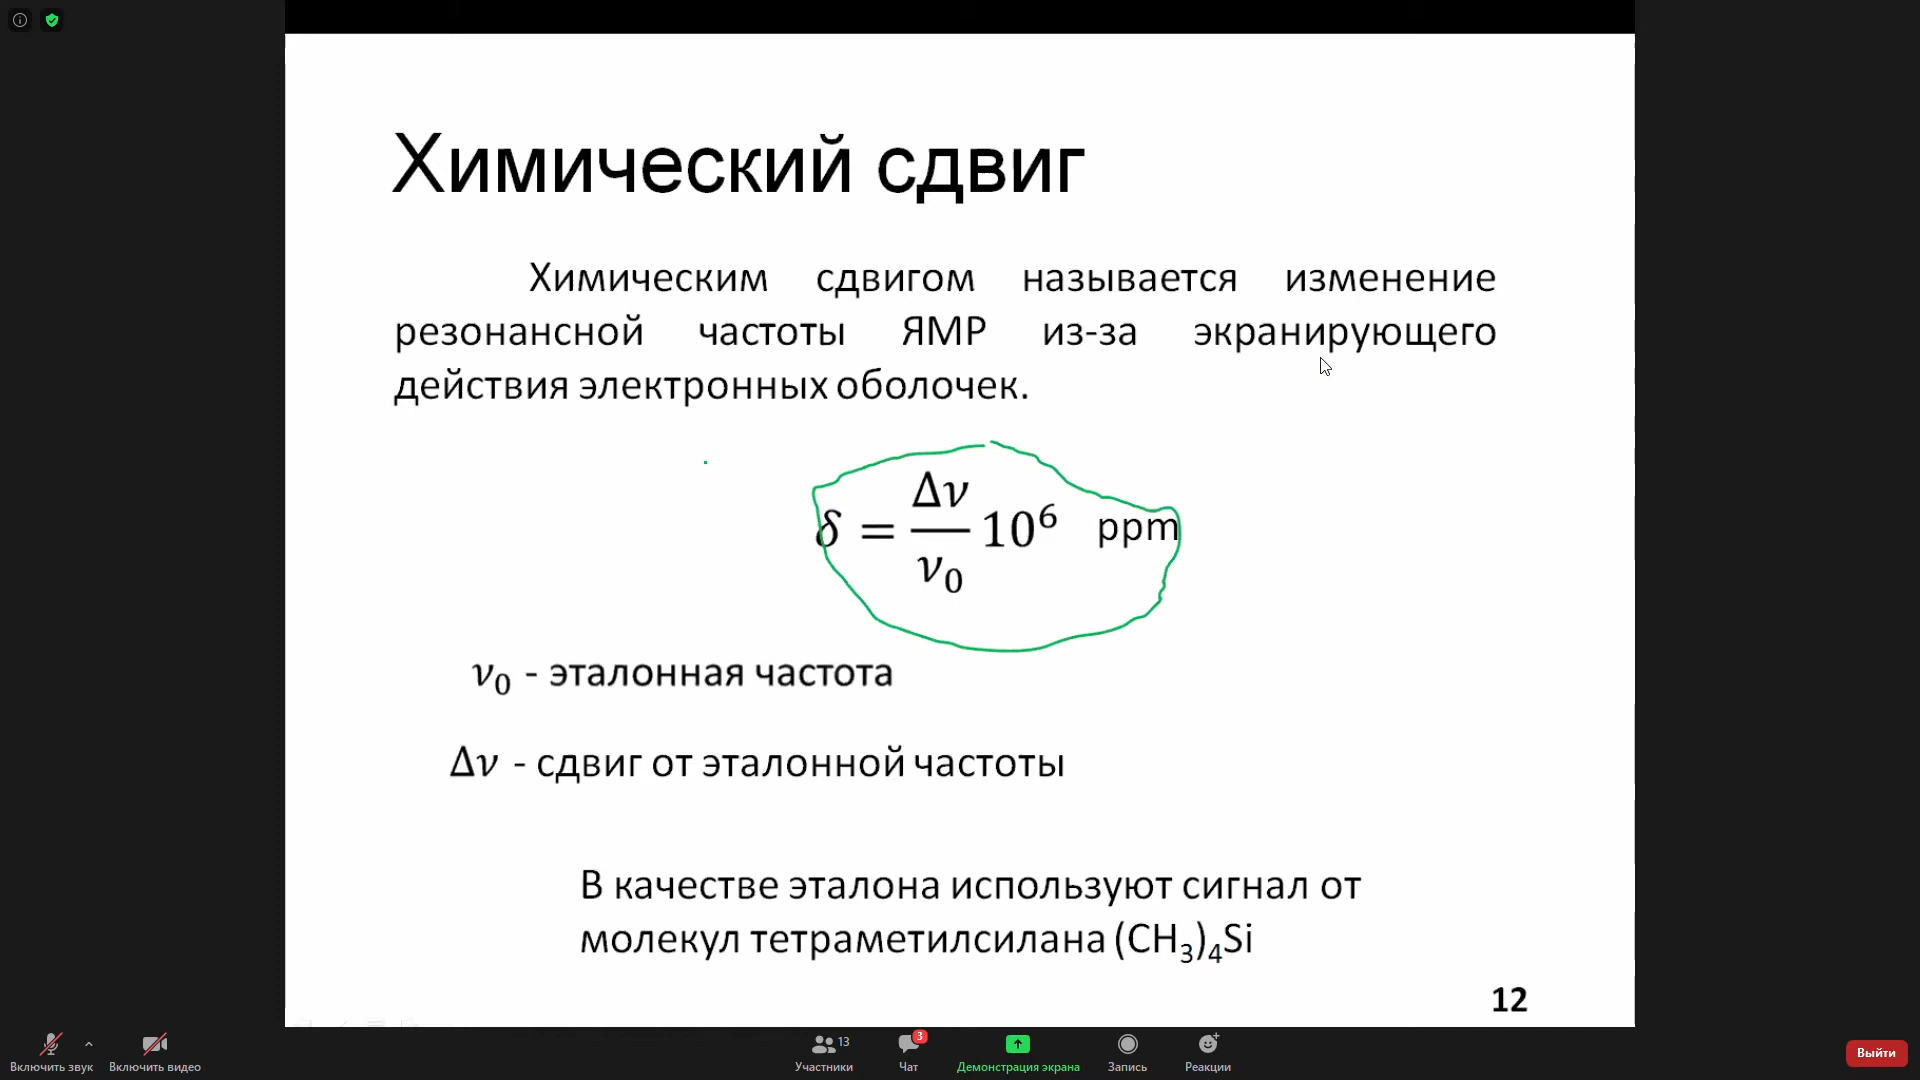 Химический сдвиг
Химическим сдвигом называется изменение
резонансной частоты ЯМР из-за экранирующего
действия электронных оболочек.
δ = Δν/ν₀ 10⁶ ppm
ν₀ - эталонная частота
Δν - сдвиг от эталонной частоты
В качестве эталона используют сигнал от
молекул тетраметилсилана (CH₃)₄Si
12
13
3
Включить звук
Включить видео
Участники
Чат
Демонстрация экрана
Запись
Реакции
Выйти